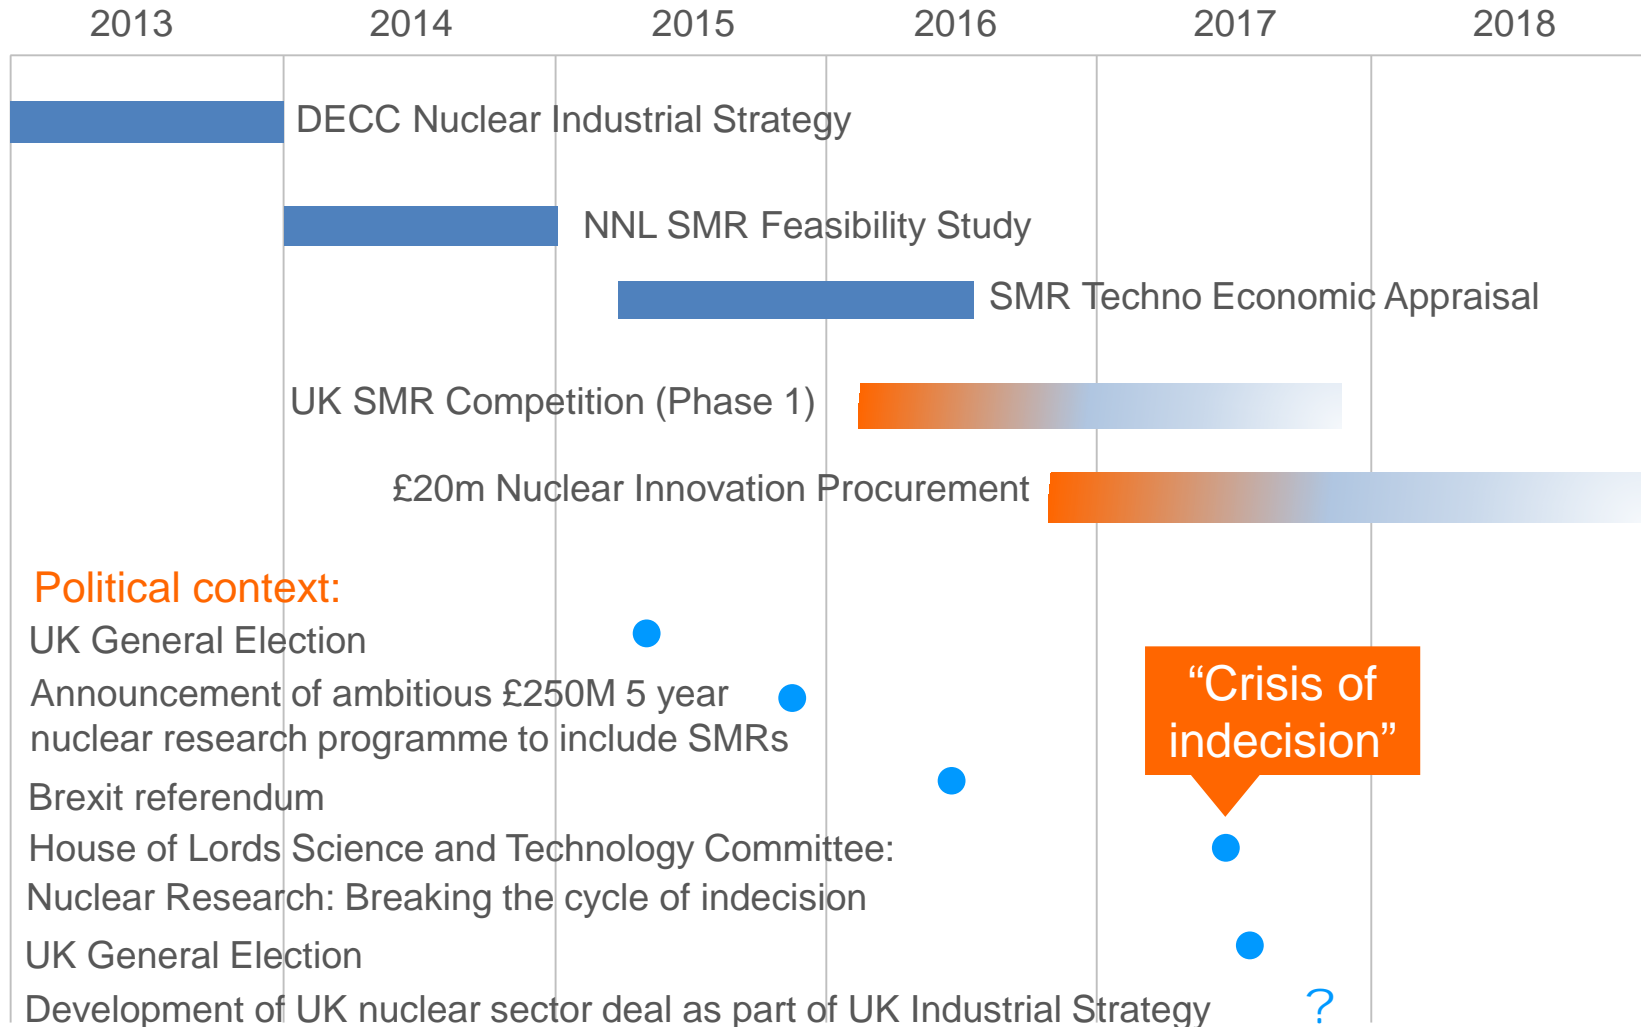 2013 2014 2015 2016 2017 2018
DECC Nuclear Industrial Strategy
NNL SMR Feasibility Study
SMR Techno Economic Appraisal
UK SMR Competition (Phase 1)
£20m Nuclear Innovation Procurement
Political context:
UK General Election
Announcement of ambitious £250M 5 year
nuclear research programme to include SMRs
“Crisis of
indecision”
Brexit referendum
House of Lords Science and Technology Committee:
Nuclear Research: Breaking the cycle of indecision
UK General Election
Development of UK nuclear sector deal as part of UK Industrial Strategy ?